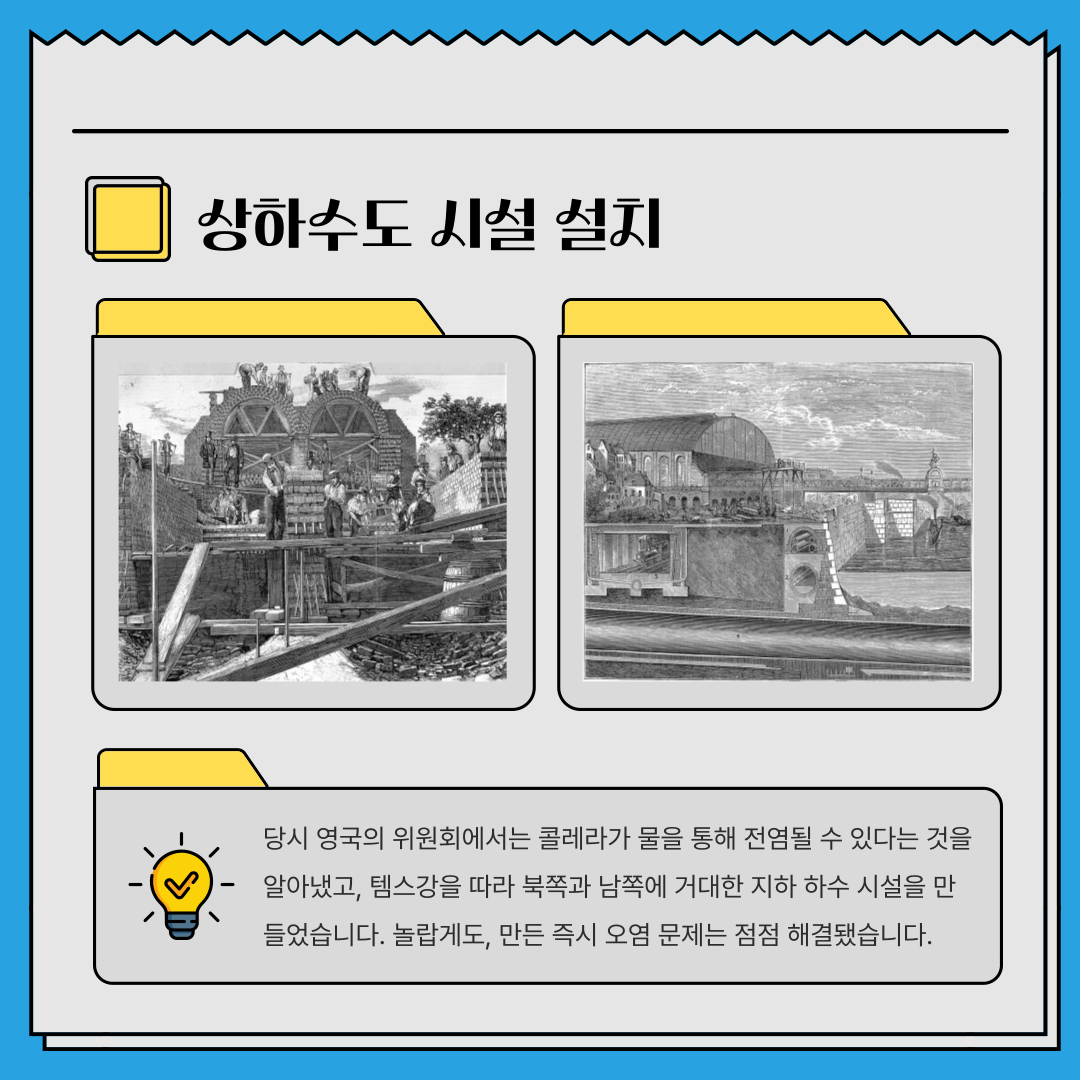 상하수도 시설 설치
당시 영국의 위원회에서는 콜레라가 물을 통해 전염될 수 있다는 것을
알아냈고, 템스강을 따라 북쪽과 남쪽에 거대한 지하 하수 시설을 만
들었습니다. 놀랍게도, 만든 즉시 오염 문제는 점점 해결됐습니다.